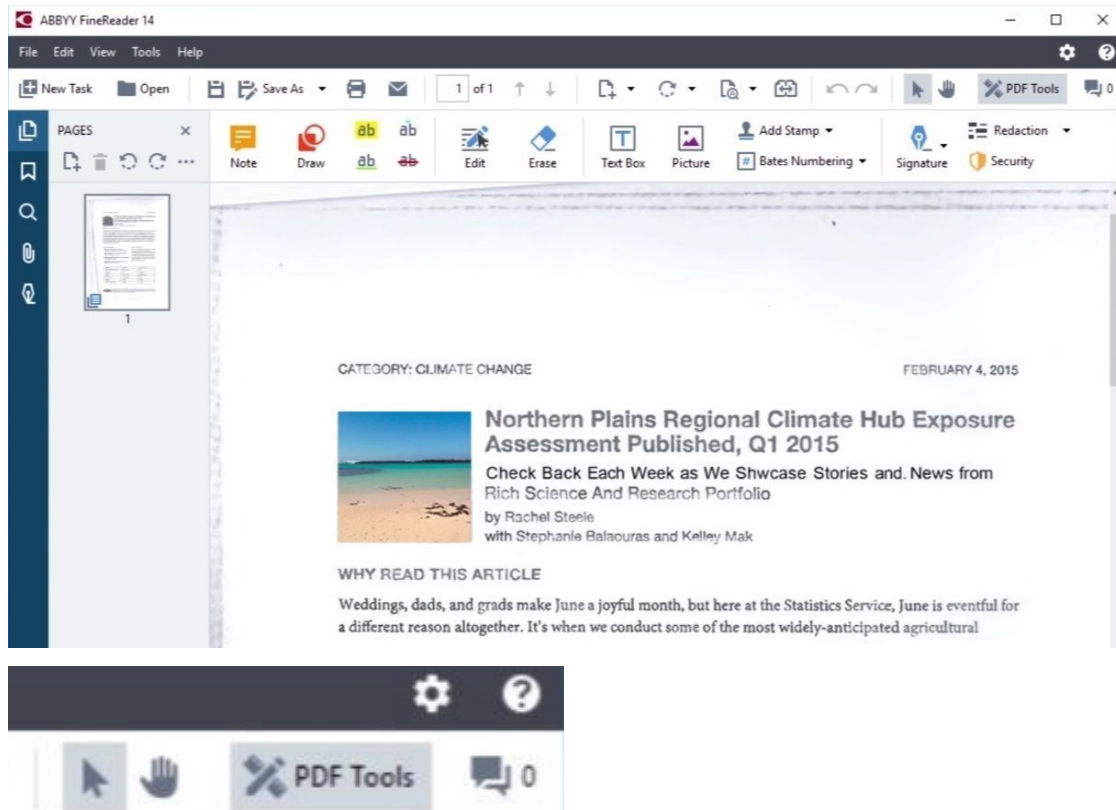 ABBYY FineReader 14
File Edit View Tools Help
New Task Open Save As 1 of 1 PDF Tools 0
PAGES
Note Draw ab ab ab ab Edit Erase Text Box Picture Add Stamp Bates Numbering Signature Redaction Security
1
CATEGORY: CLIMATE CHANGE FEBRUARY 4, 2015
Northern Plains Regional Climate Hub Exposure
Assessment Published, Q1 2015
Check Back Each Week as We Shwcase Stories and. News from
Rich Science And Research Portfolio
by Rachel Steele
with Stephanie Balaouras and Kelley Mak
WHY READ THIS ARTICLE
Weddings, dads, and grads make June a joyful month, but here at the Statistics Service, June is eventful for
a different reason altogether. It's when we conduct some of the most widely-anticipated agricultural
PDF Tools 0